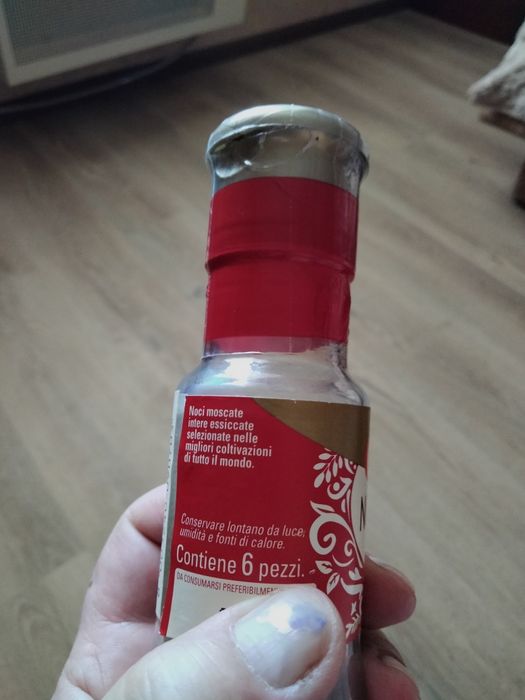 Noci moscate
intere essiccate
selezionate nelle
migliori coltivazioni
di tutto il mondo.
Conservare lontano da luce,
umidità e fonti di calore.
Contiene 6 pezzi.
DA CONSUMARSI PREFERIBILMENTE
N